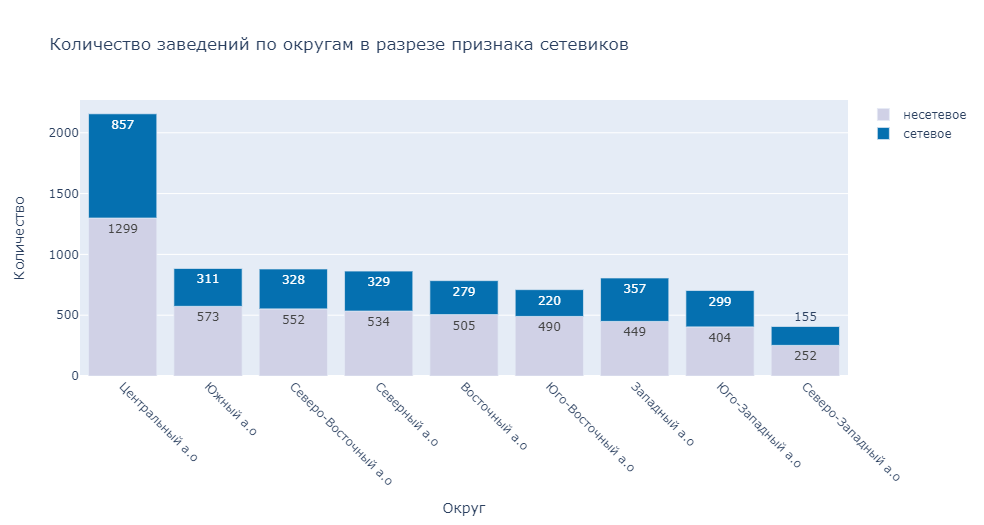 Количество заведений по округам в разрезе признака сетевиков
несетевое
сетевое
Количество
2000
1500
1000
500
0
857
1299
311
573
328
552
329
534
279
505
220
490
357
449
299
404
155
252
Центральный а.о
Южный а.о
Северо-Восточный а.о
Северный а.о
Восточный а.о
Юго-Восточный а.о
Западный а.о
Юго-Западный а.о
Северо-Западный а.о
Округ